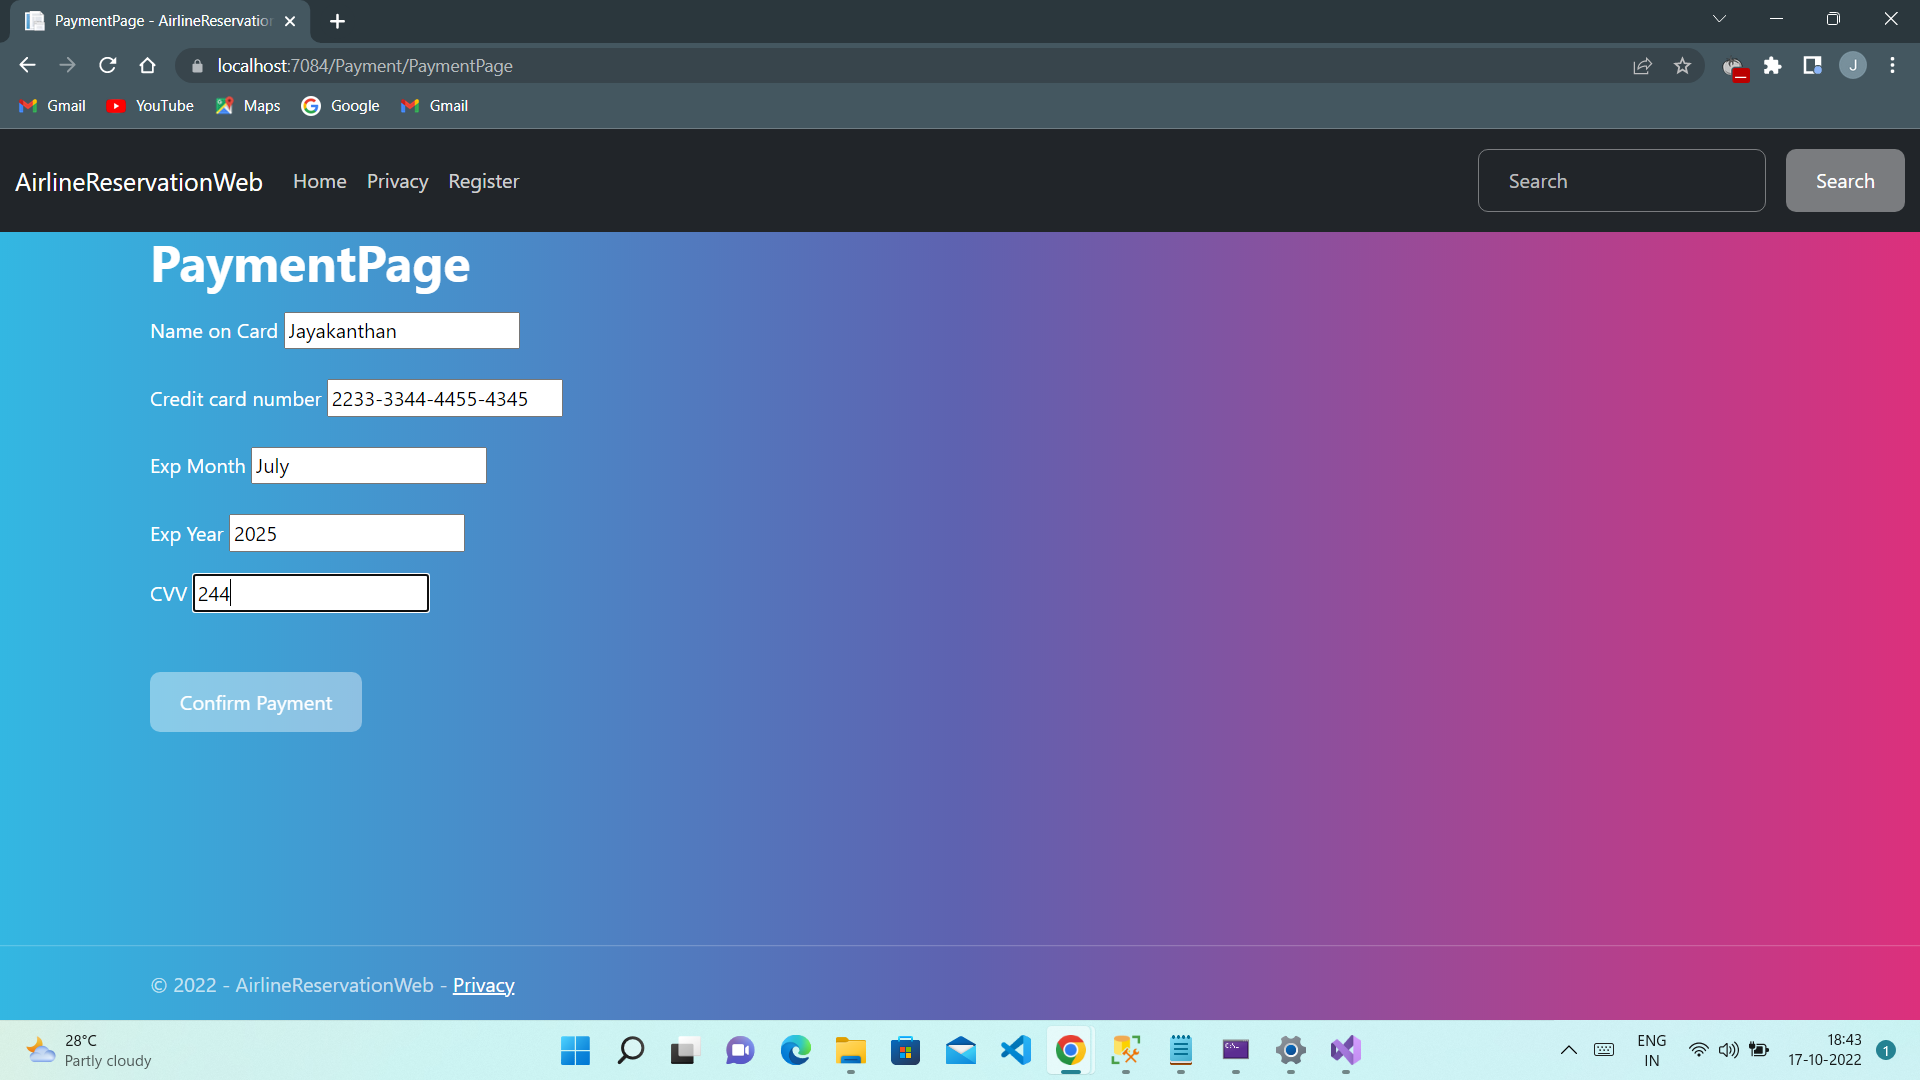 PaymentPage - AirlineReservation
localhost:7084/Payment/PaymentPage
J
Gmail YouTube Maps Google Gmail
AirlineReservationWeb Home Privacy Register Search Search
PaymentPage
Name on Card Jayakanthan
Credit card number 2233-3344-4455-4345
Exp Month July
Exp Year 2025
CVV 244
Confirm Payment
© 2022 - AirlineReservationWeb - Privacy
28°C
Partly cloudy
ENG
IN
18:43
17-10-2022
1